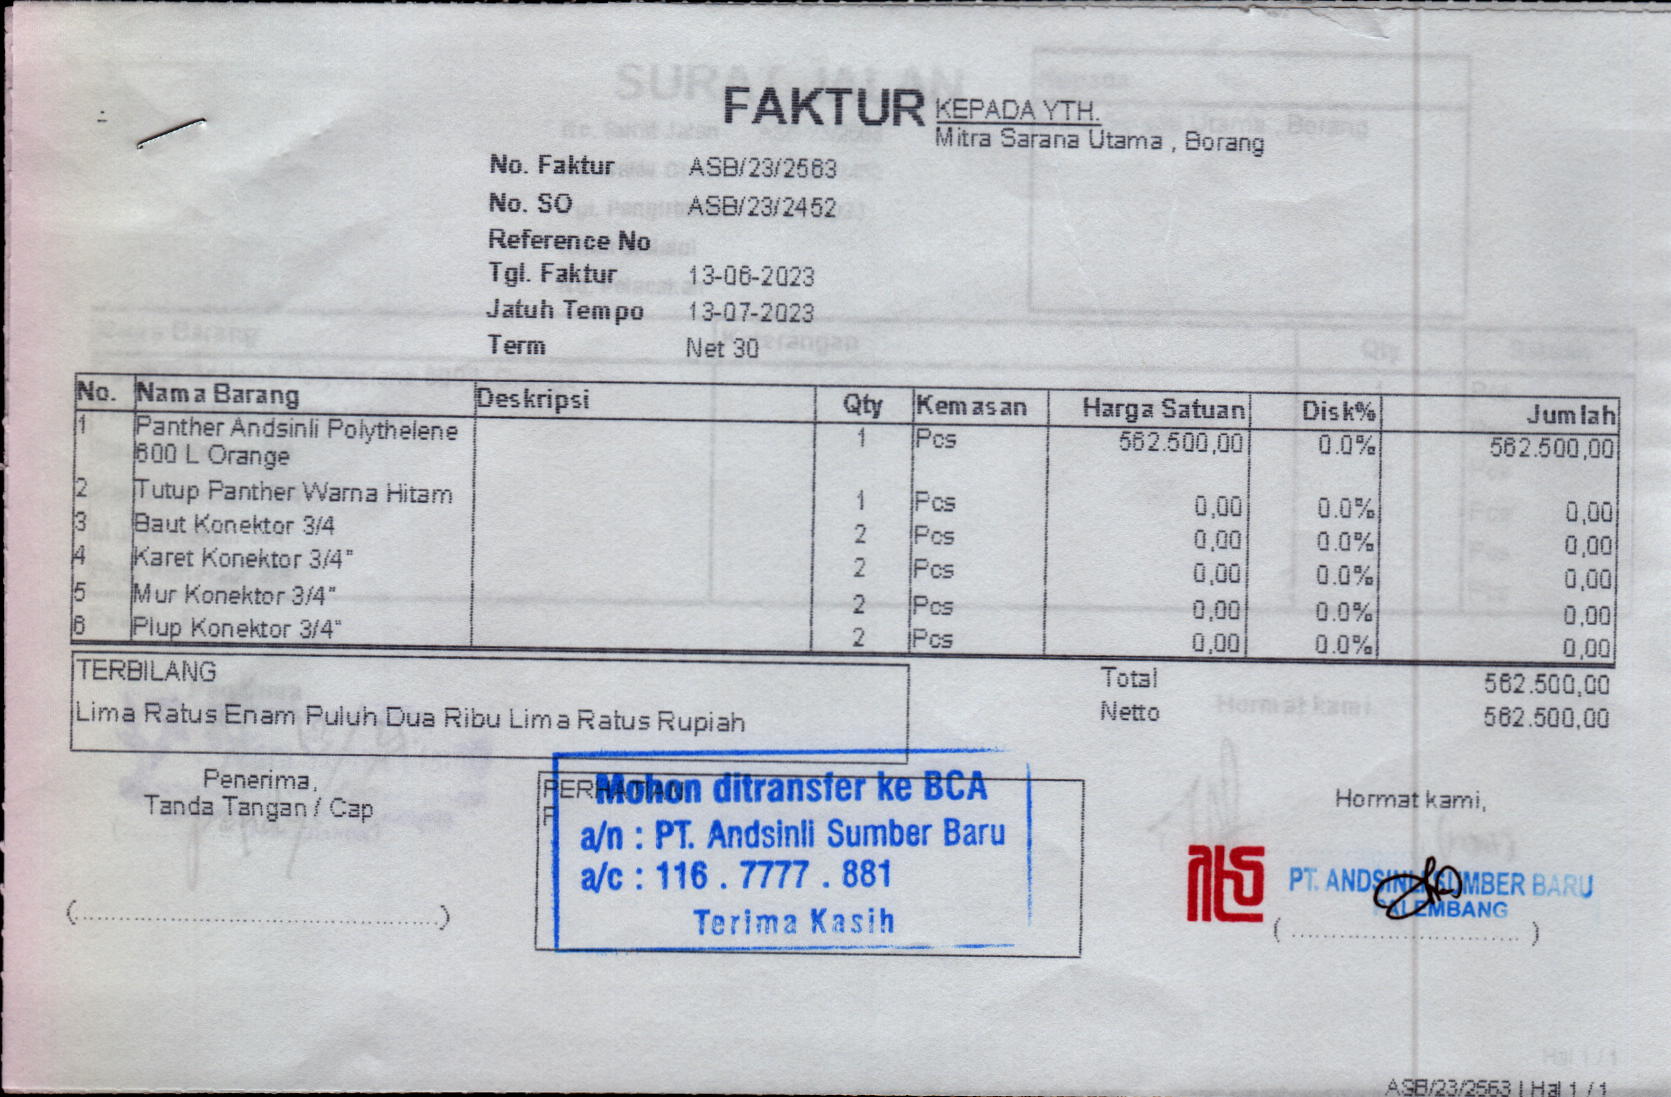 FAKTUR
KEPADA YTH.
Mitra Sarana Utama , Borang
No. Faktur ASB/23/2563
No. SO ASB/23/2452
Reference No
Tgl. Faktur 13-06-2023
Jatuh Tempo 13-07-2023
Term Net 30
No. Nama Barang Deskripsi Qty Kemasan Harga Satuan Disk% Jumlah
1 Panther Andsinli Polythelene 1 Pcs 562.500,00 0.0% 562.500,00
600 L Orange
2 Tutup Panther Warna Hitam 1 Pcs 0,00 0.0% 0,00
3 Baut Konektor 3/4 2 Pcs 0,00 0.0% 0,00
4 Karet Konektor 3/4" 2 Pcs 0,00 0.0% 0,00
5 Mur Konektor 3/4" 2 Pcs 0,00 0.0% 0,00
6 Plup Konektor 3/4" 2 Pcs 0,00 0.0% 0,00
TERBILANG
Lima Ratus Enam Puluh Dua Ribu Lima Ratus Rupiah
Total 562.500,00
Netto 562.500,00
Penerima,
Tanda Tangan / Cap
Mohon ditransfer ke BCA
a/n : PT. Andsinli Sumber Baru
a/c : 116 . 7777 . 881
Terima Kasih
Hormat kami,
PT. ANDSINLI SUMBER BARU
PALEMBANG
ASB/23/2563 | Hal 1 / 1